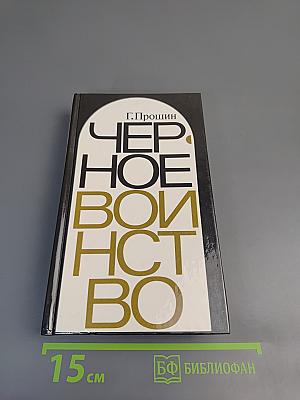 Г. Прошин
ЧЕР-
НОЕ
ВОИ
НСТ
ВО
15 см
БФ БИБЛИОФАН